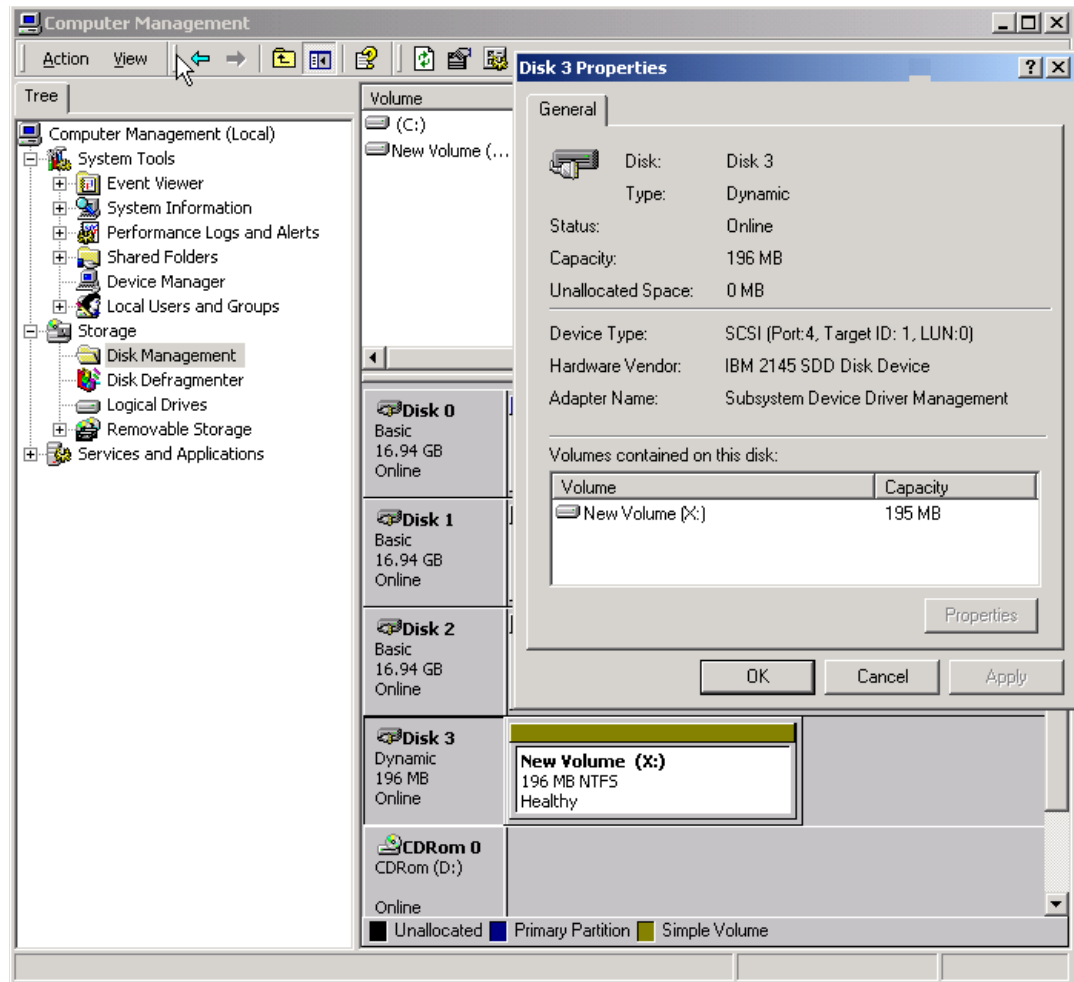 Computer Management
Action View
Tree
Computer Management (Local)
System Tools
Event Viewer
System Information
Performance Logs and Alerts
Shared Folders
Device Manager
Local Users and Groups
Storage
Disk Management
Disk Defragmenter
Logical Drives
Removable Storage
Services and Applications
Volume
(C:)
New Volume (...
Disk 0
Basic
16.94 GB
Online
Disk 1
Basic
16.94 GB
Online
Disk 2
Basic
16.94 GB
Online
Disk 3
Dynamic
196 MB
Online
New Volume (X:)
196 MB NTFS
Healthy
CDRom 0
CDRom (D:)
Online
Unallocated Primary Partition Simple Volume
Disk 3 Properties
General
Disk: Disk 3
Type: Dynamic
Status: Online
Capacity: 196 MB
Unallocated Space: 0 MB
Device Type: SCSI (Port:4, Target ID: 1, LUN:0)
Hardware Vendor: IBM 2145 SDD Disk Device
Adapter Name: Subsystem Device Driver Management
Volumes contained on this disk:
Volume Capacity
New Volume (X:) 195 MB
Properties
OK Cancel Apply